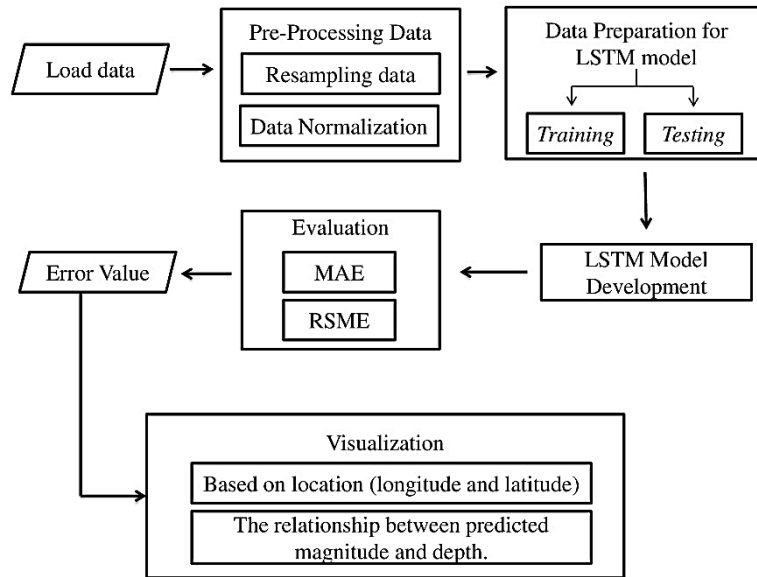 Load data
Pre-Processing Data
Resampling data
Data Normalization
Data Preparation for
LSTM model
Training
Testing
LSTM Model
Development
Evaluation
MAE
RSME
Error Value
Visualization
Based on location (longitude and latitude)
The relationship between predicted
magnitude and depth.